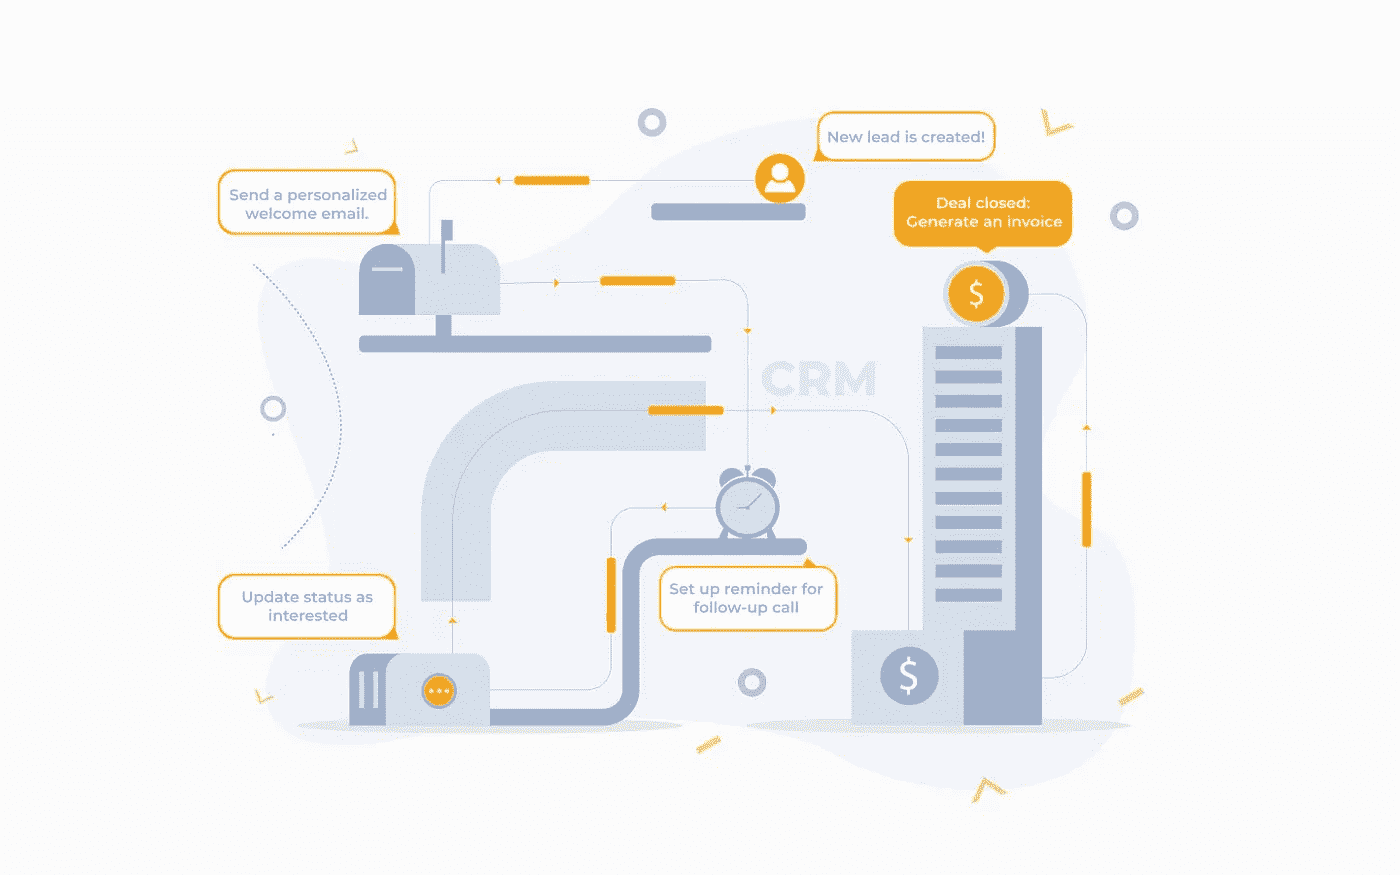 New lead is created!
Send a personalized
welcome email.
Deal closed:
Generate an invoice
$
CRM
Set up reminder for
follow-up call
Update status as
interested
$